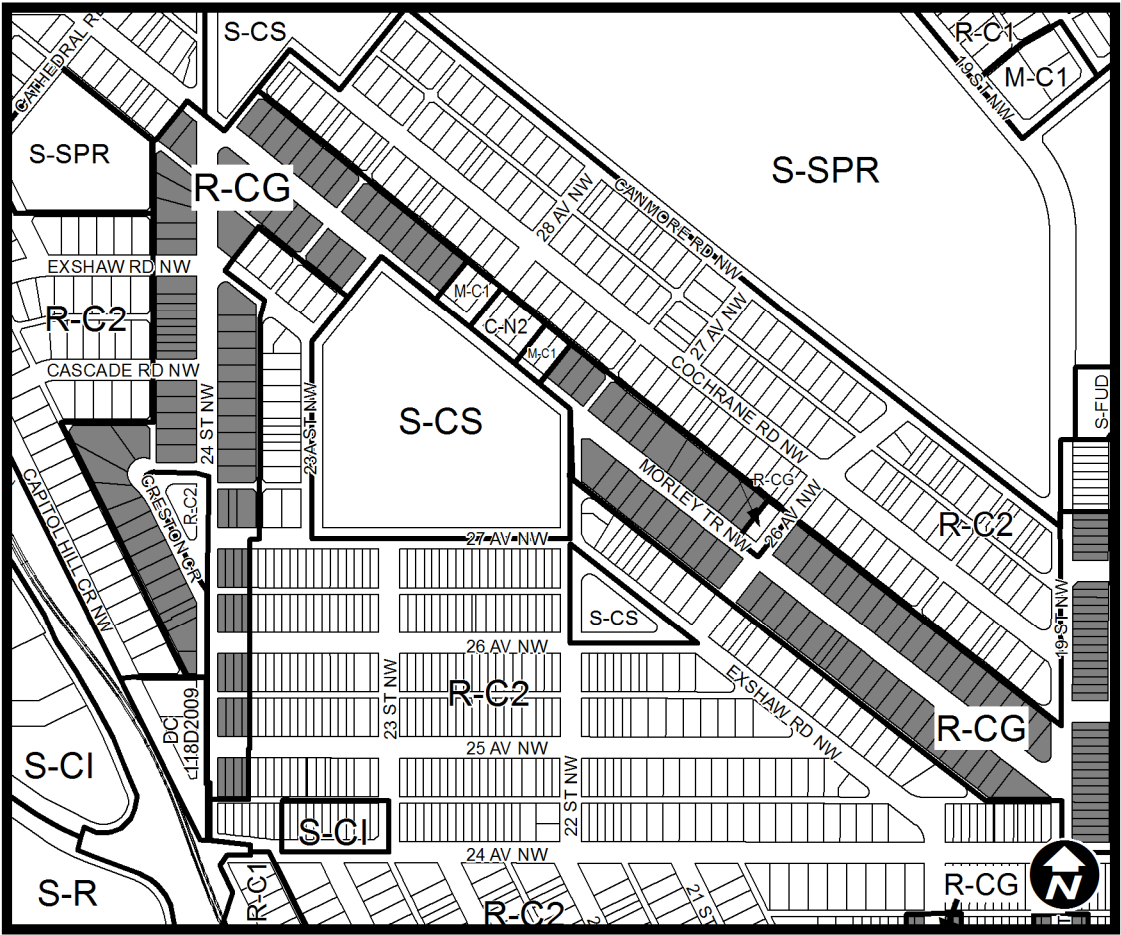 S-CS
R-C1
CATHEDRAL RD
19 ST NW
M-C1
S-SPR
S-SPR
R-CG
CANMORE RD NW
28 AV NW
EXSHAW RD NW
M-C1
R-C2
C-N2
27 AV NW
M-C1
COCHRANE RD NW
CASCADE RD NW
S-FUD
24 ST NW
23A ST NW
S-CS
MORLEY TR NW
R-CG
26 AV NW
CAPITOL HILL CR NW
CRESTON CR
R-C2
R-C2
27 AV NW
19 ST NW
S-CS
26 AV NW
23 ST NW
R-C2
EXSHAW RD NW
DC
118D2009
R-CG
25 AV NW
S-CI
22 ST NW
S-CI
24 AV NW
N
S-R
R-C1
R-CG
21 ST
R-C2